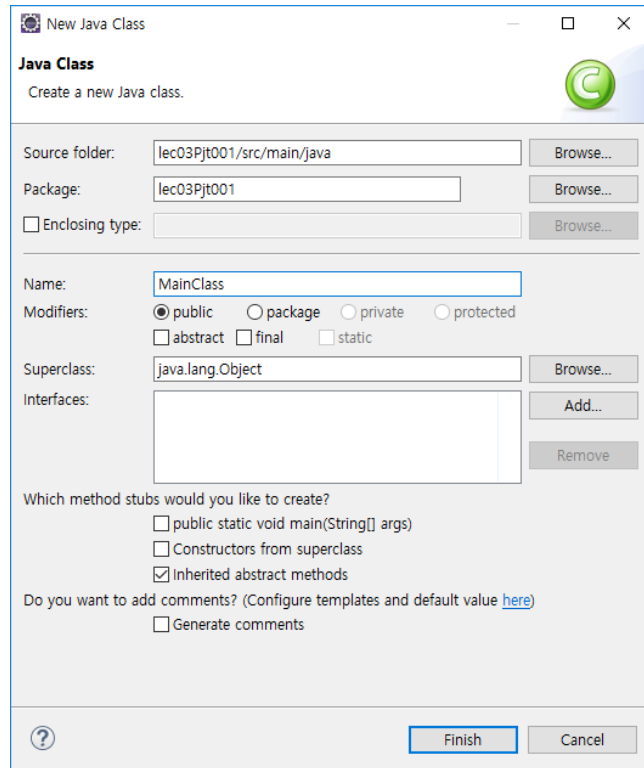 New Java Class
Java Class
Create a new Java class.
Source folder: lec03Pjt001/src/main/java Browse...
Package: lec03Pjt001 Browse...
Enclosing type: Browse...
Name: MainClass
Modifiers: public package private protected
abstract final static
Superclass: java.lang.Object Browse...
Interfaces: Add...
Remove
Which method stubs would you like to create?
public static void main(String[] args)
Constructors from superclass
Inherited abstract methods
Do you want to add comments? (Configure templates and default value here)
Generate comments
? Finish Cancel